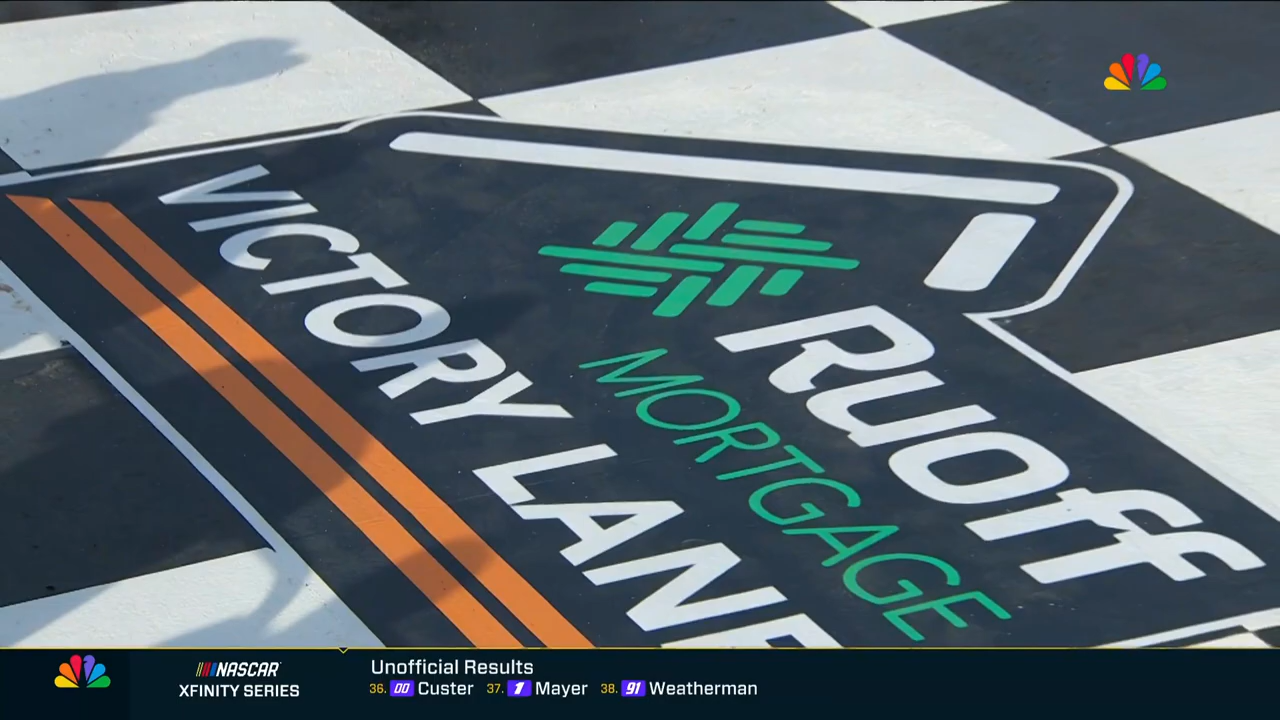 VICTORY LANE
Ruoff
MORTGAGE
NASCAR
XFINITY SERIES
Unofficial Results
36. 00 Custer 37. 1 Mayer 38. 91 Weatherman